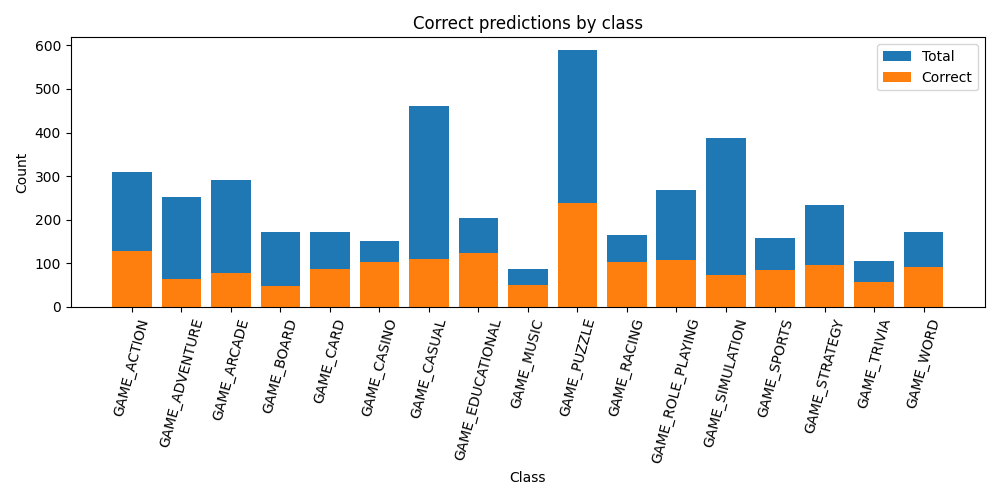 Correct predictions by class
Total
Correct
Count
600
500
400
300
200
100
0
GAME_ACTION
GAME_ADVENTURE
GAME_ARCADE
GAME_BOARD
GAME_CARD
GAME_CASINO
GAME_CASUAL
GAME_EDUCATIONAL
GAME_MUSIC
GAME_PUZZLE
GAME_RACING
GAME_ROLE_PLAYING
GAME_SIMULATION
GAME_SPORTS
GAME_STRATEGY
GAME_TRIVIA
GAME_WORD
Class